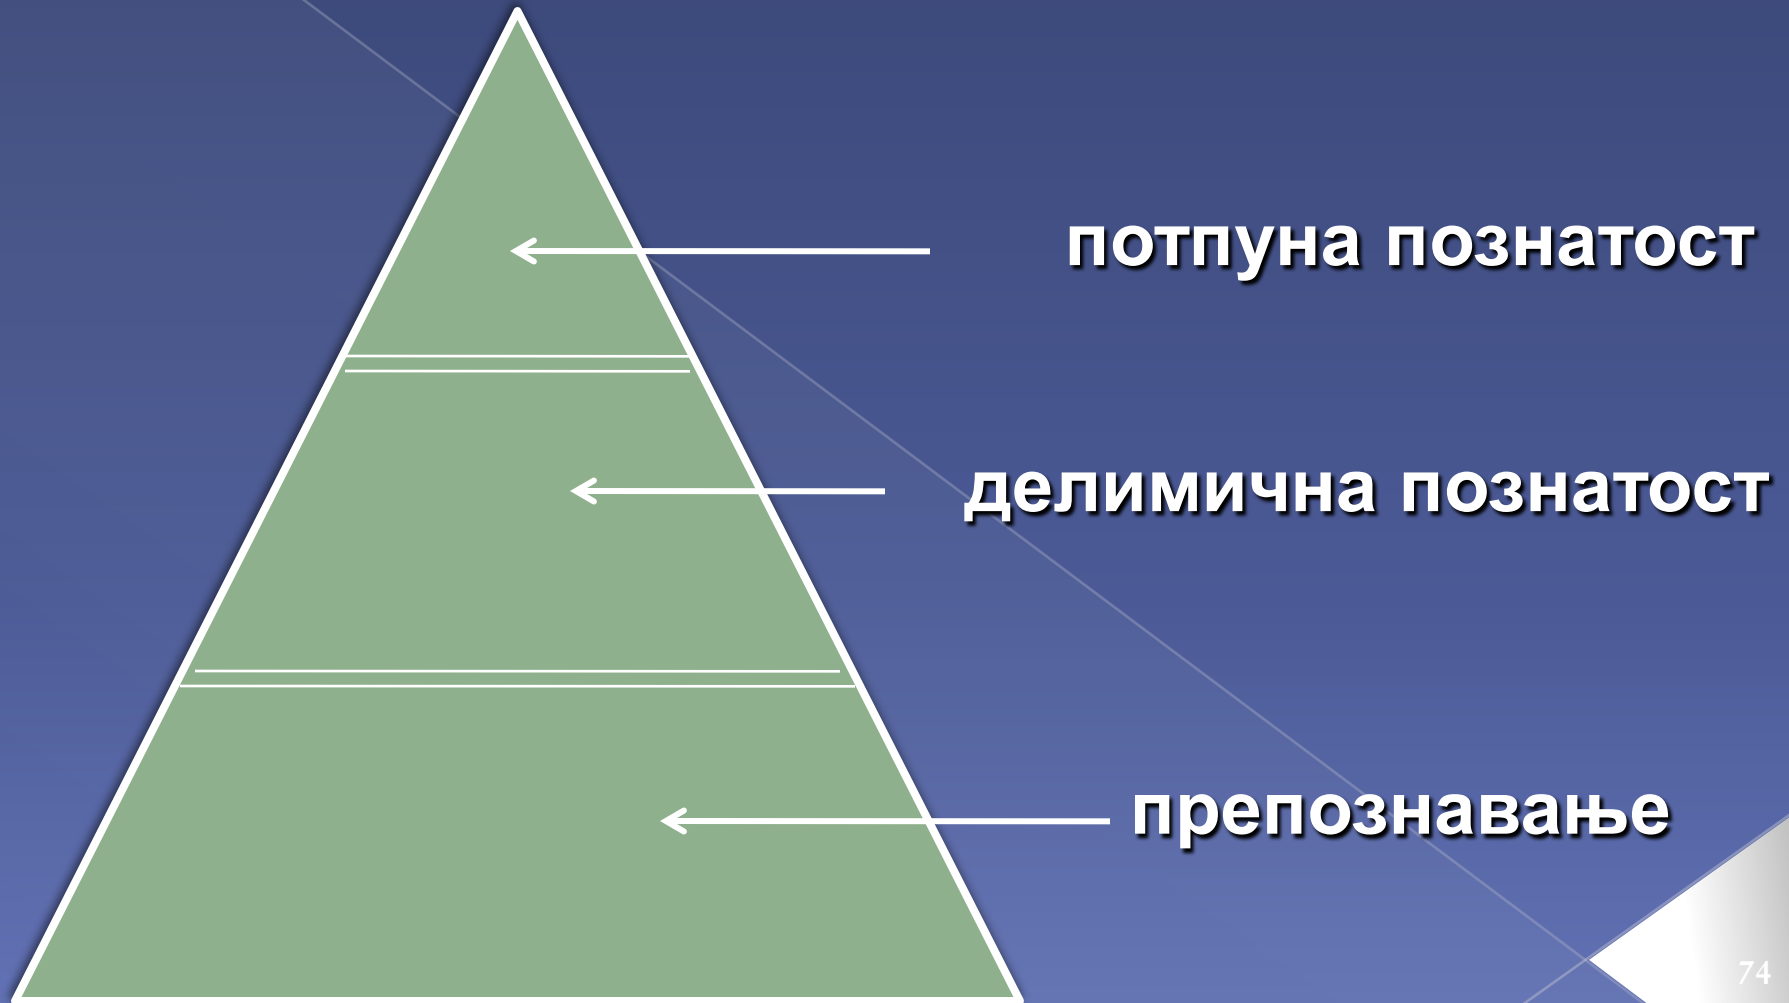 потпуна познатост
делимична познатост
препознавање
74